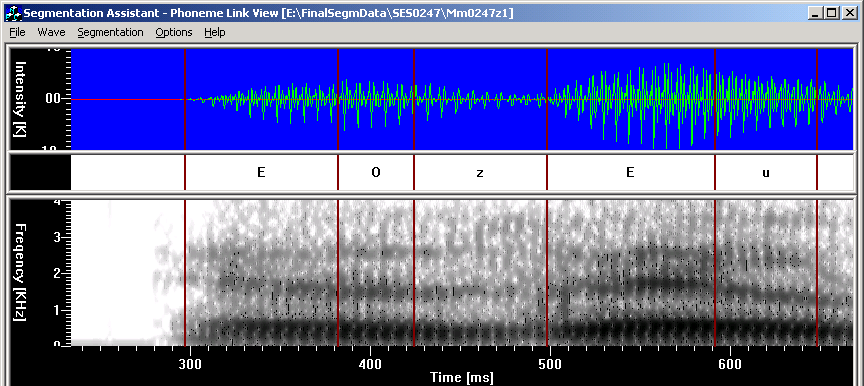 Segmentation Assistant - Phoneme Link View [E:\FinalSegmData\SES0247\Mm0247z1]
File Wave Segmentation Options Help
Intensity [K]
00
E O z E u
Freqency [KHz]
4
3
2
1
0
300 400 500 600
Time [ms]